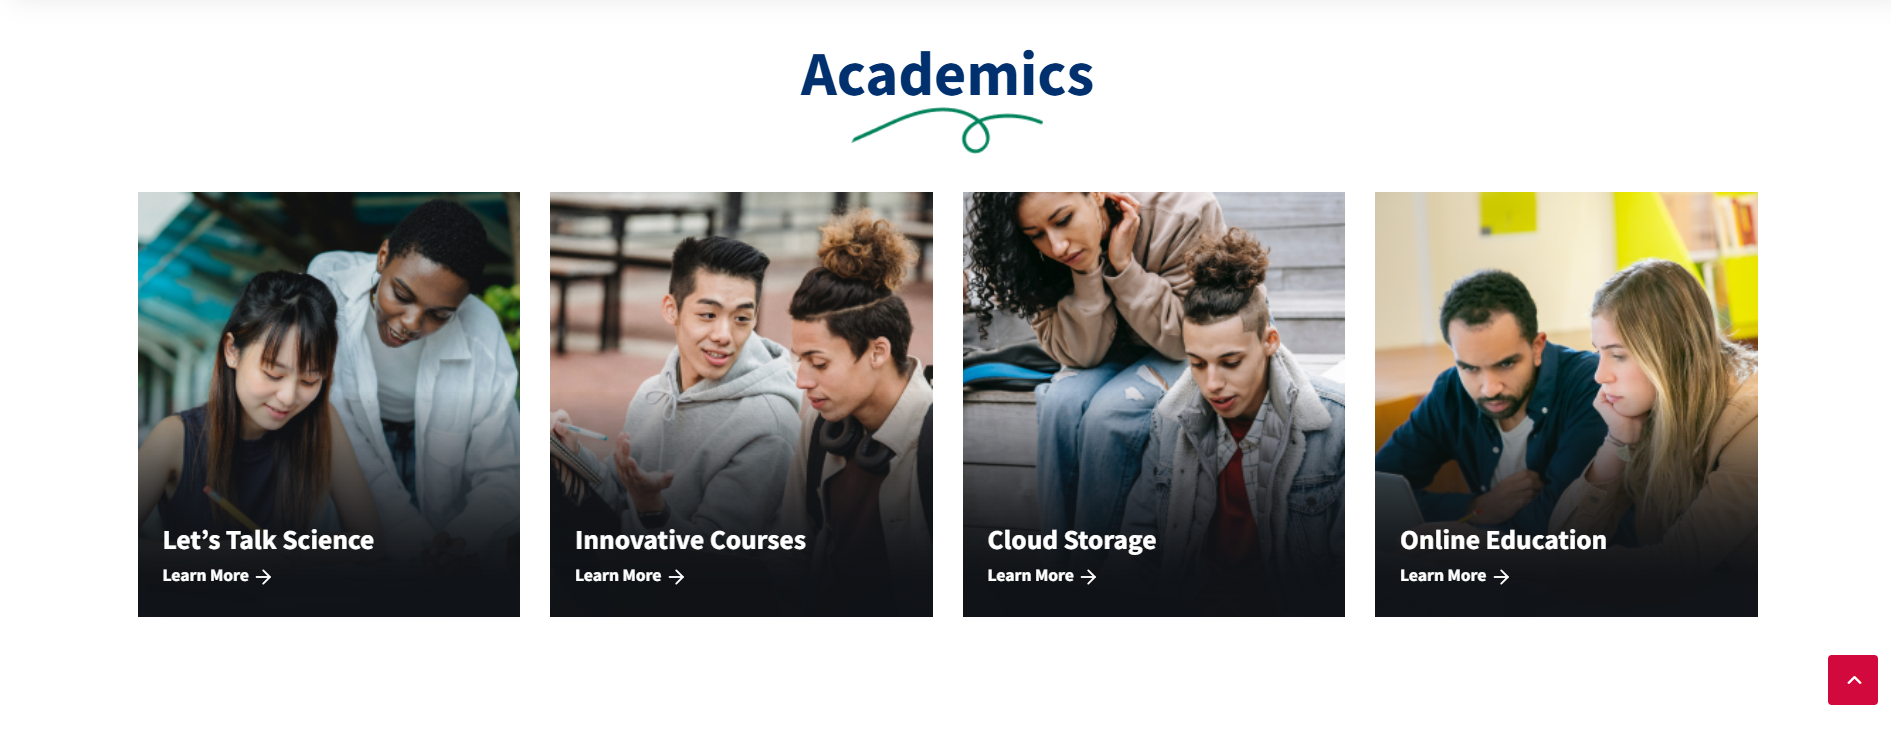 Academics
Let’s Talk Science
Learn More
Innovative Courses
Learn More
Cloud Storage
Learn More
Online Education
Learn More